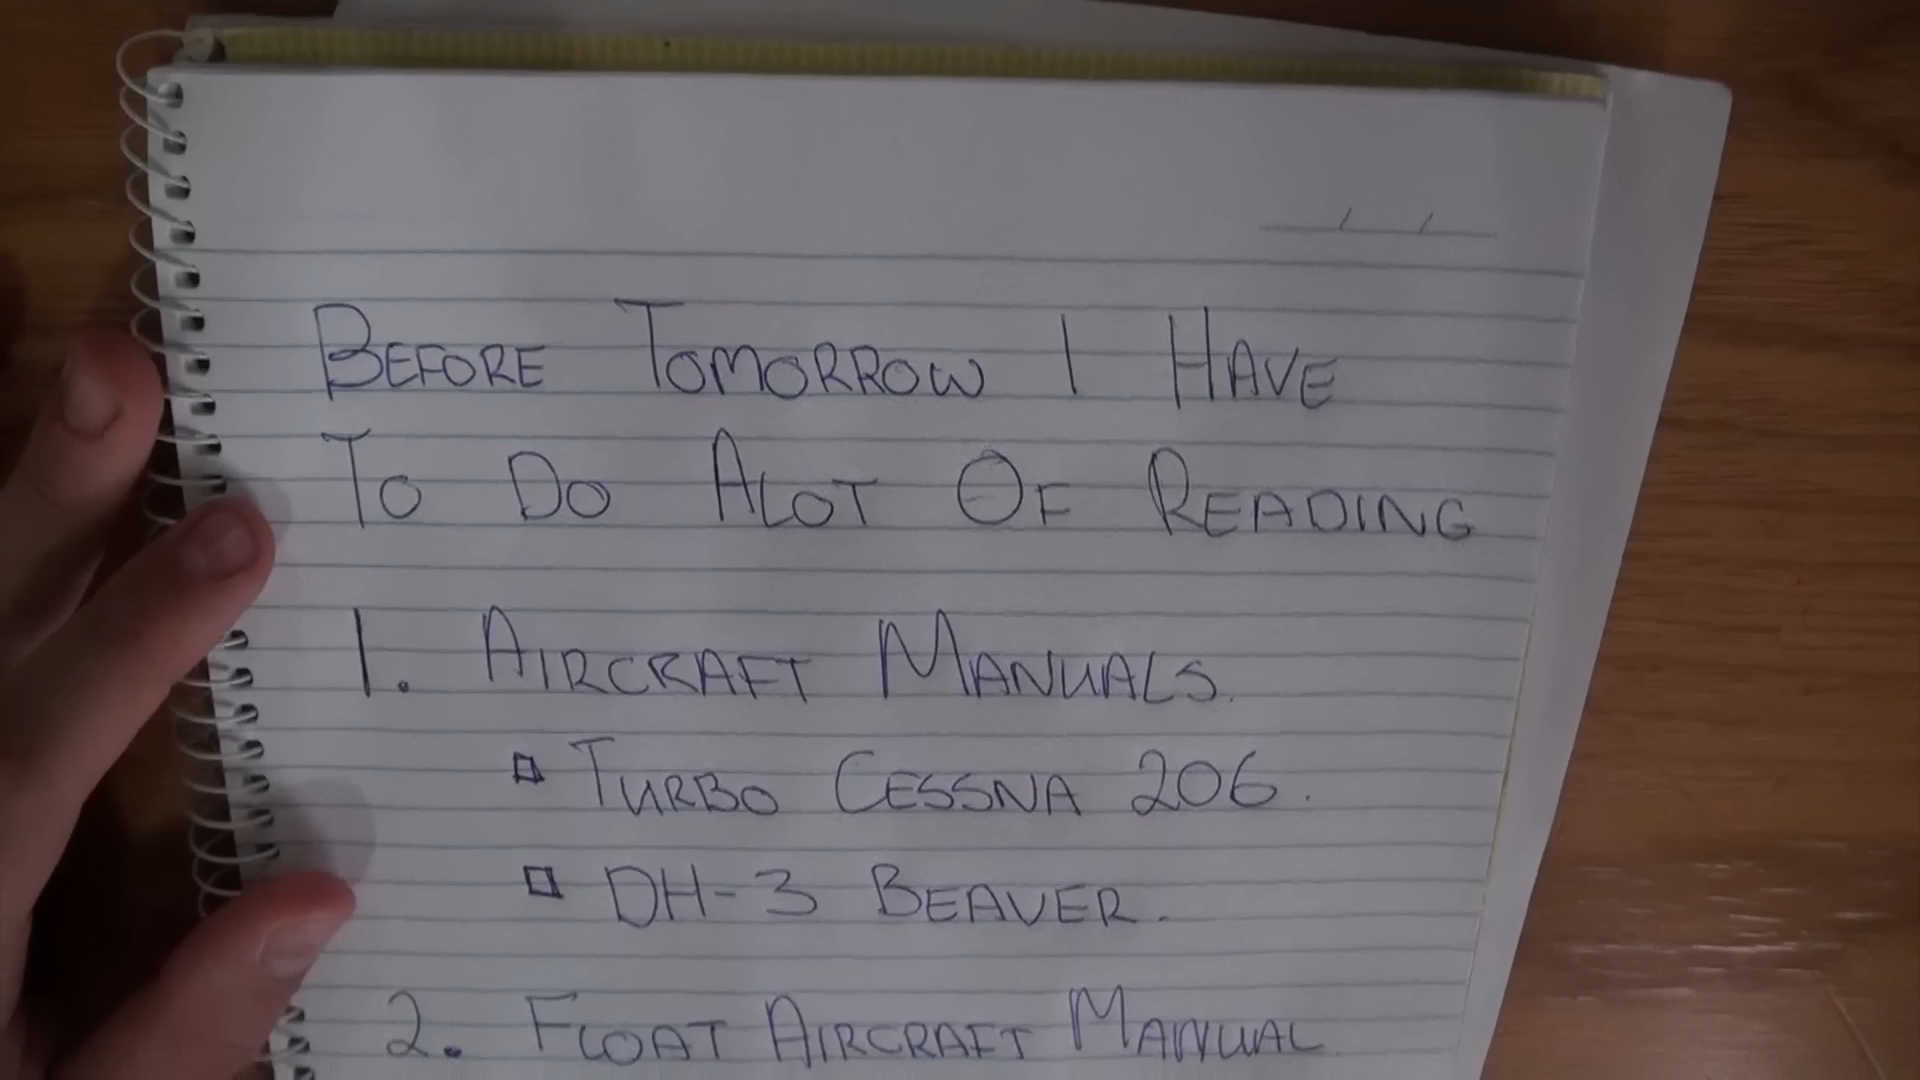 BEFORE TOMORROW I HAVE
TO DO ALOT OF READING
1. AIRCRAFT MANUALS.
TURBO CESSNA 206.
DH-3 BEAVER.
2. FLOAT AIRCRAFT MANUAL